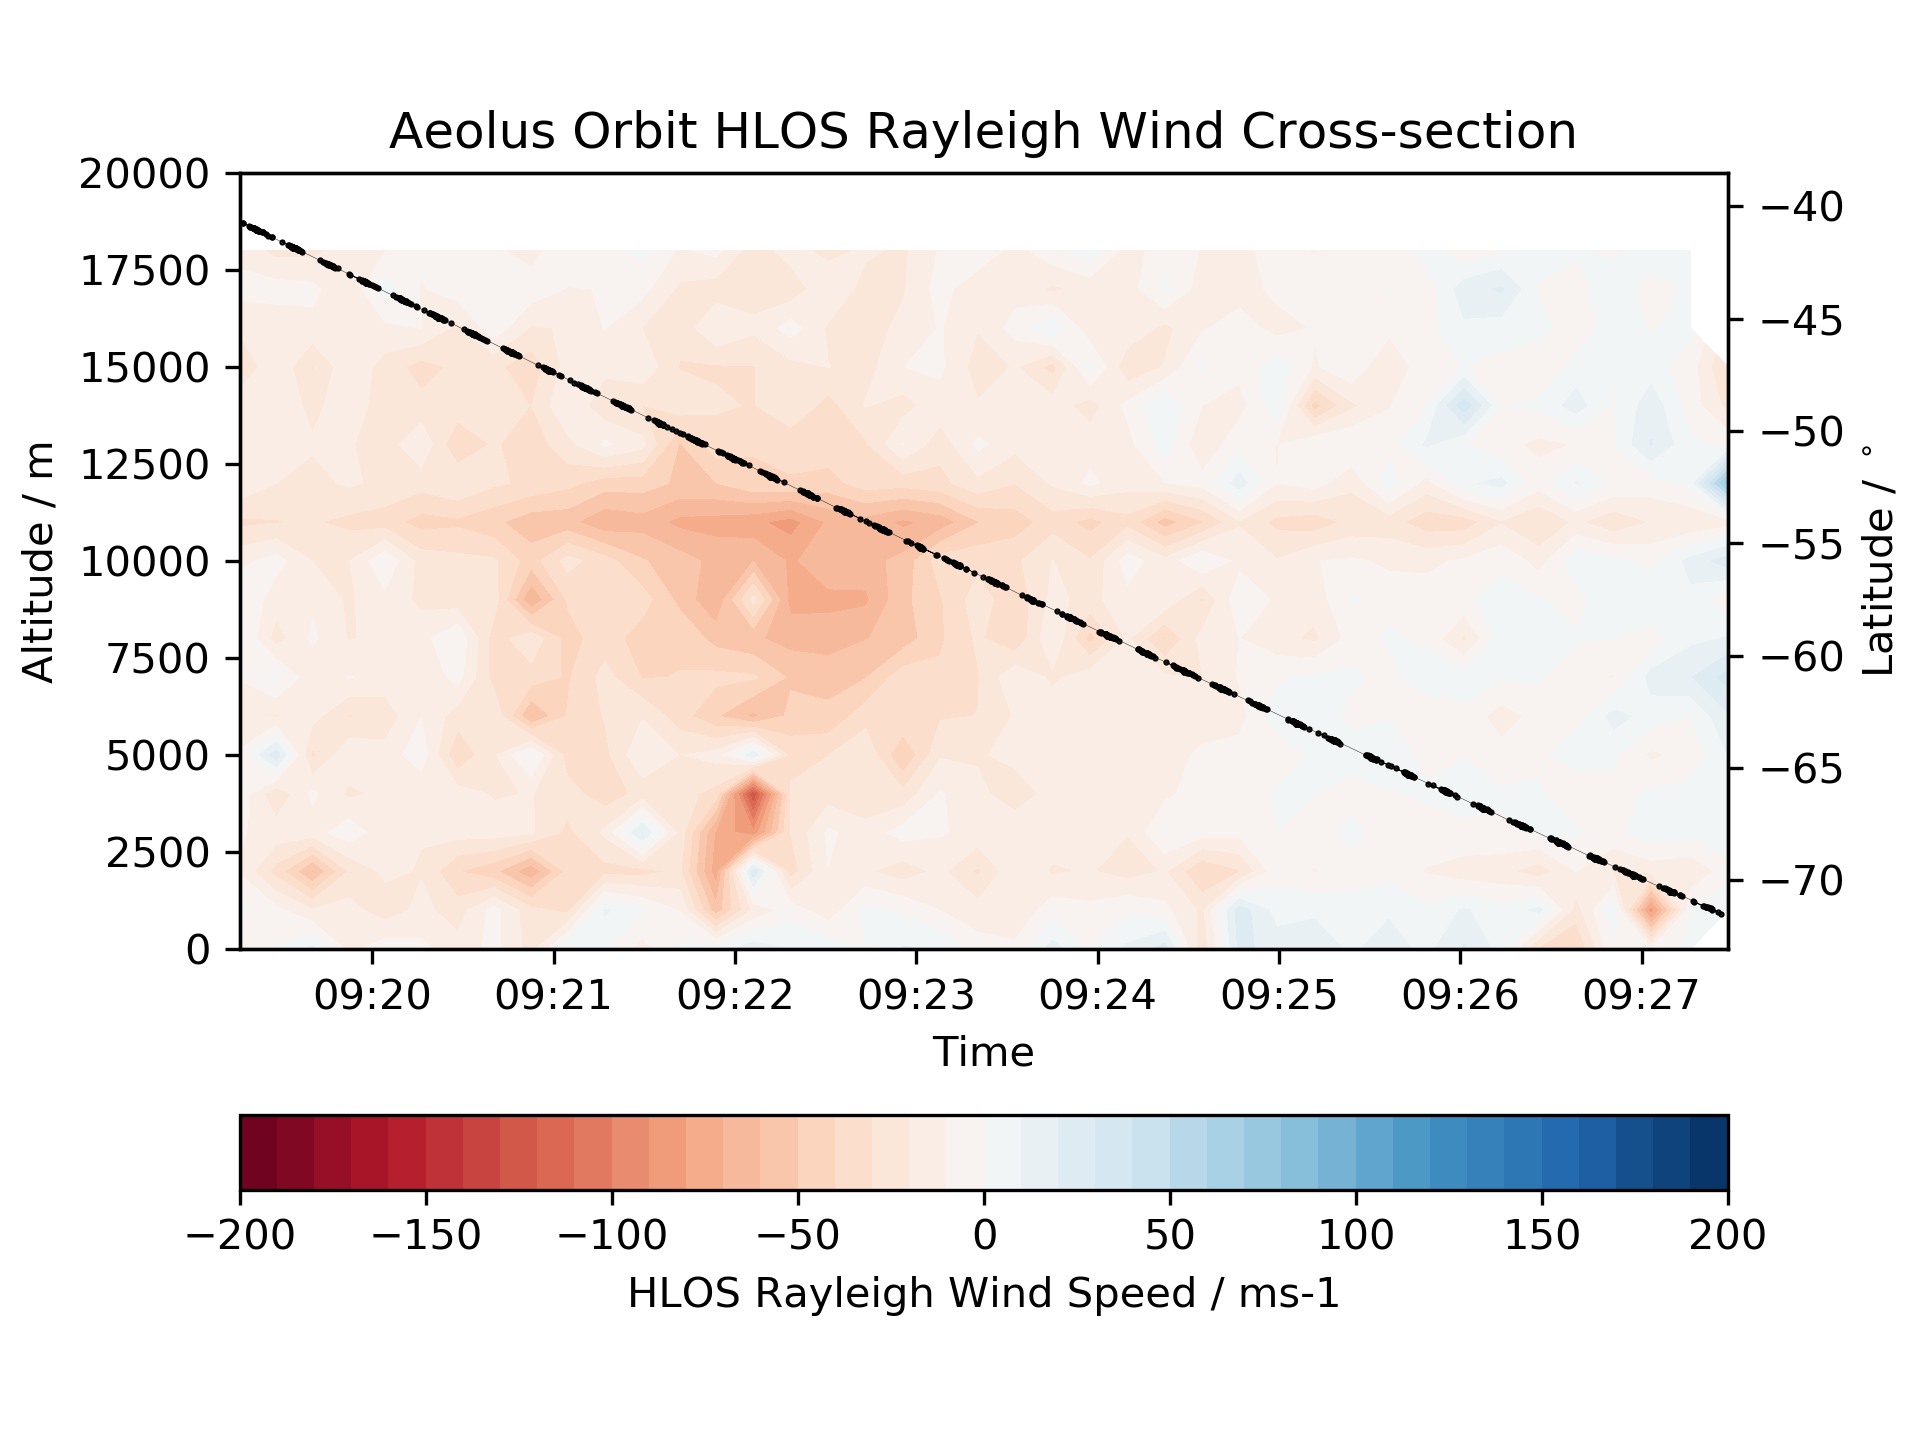 Aeolus Orbit HLOS Rayleigh Wind Cross-section
20000
17500
15000
12500
10000
7500
5000
2500
0
Altitude / m
−40
−45
−50
−55
−60
−65
−70
Latitude / °
09:20 09:21 09:22 09:23 09:24 09:25 09:26 09:27
Time
−200 −150 −100 −50 0 50 100 150 200
HLOS Rayleigh Wind Speed / ms-1